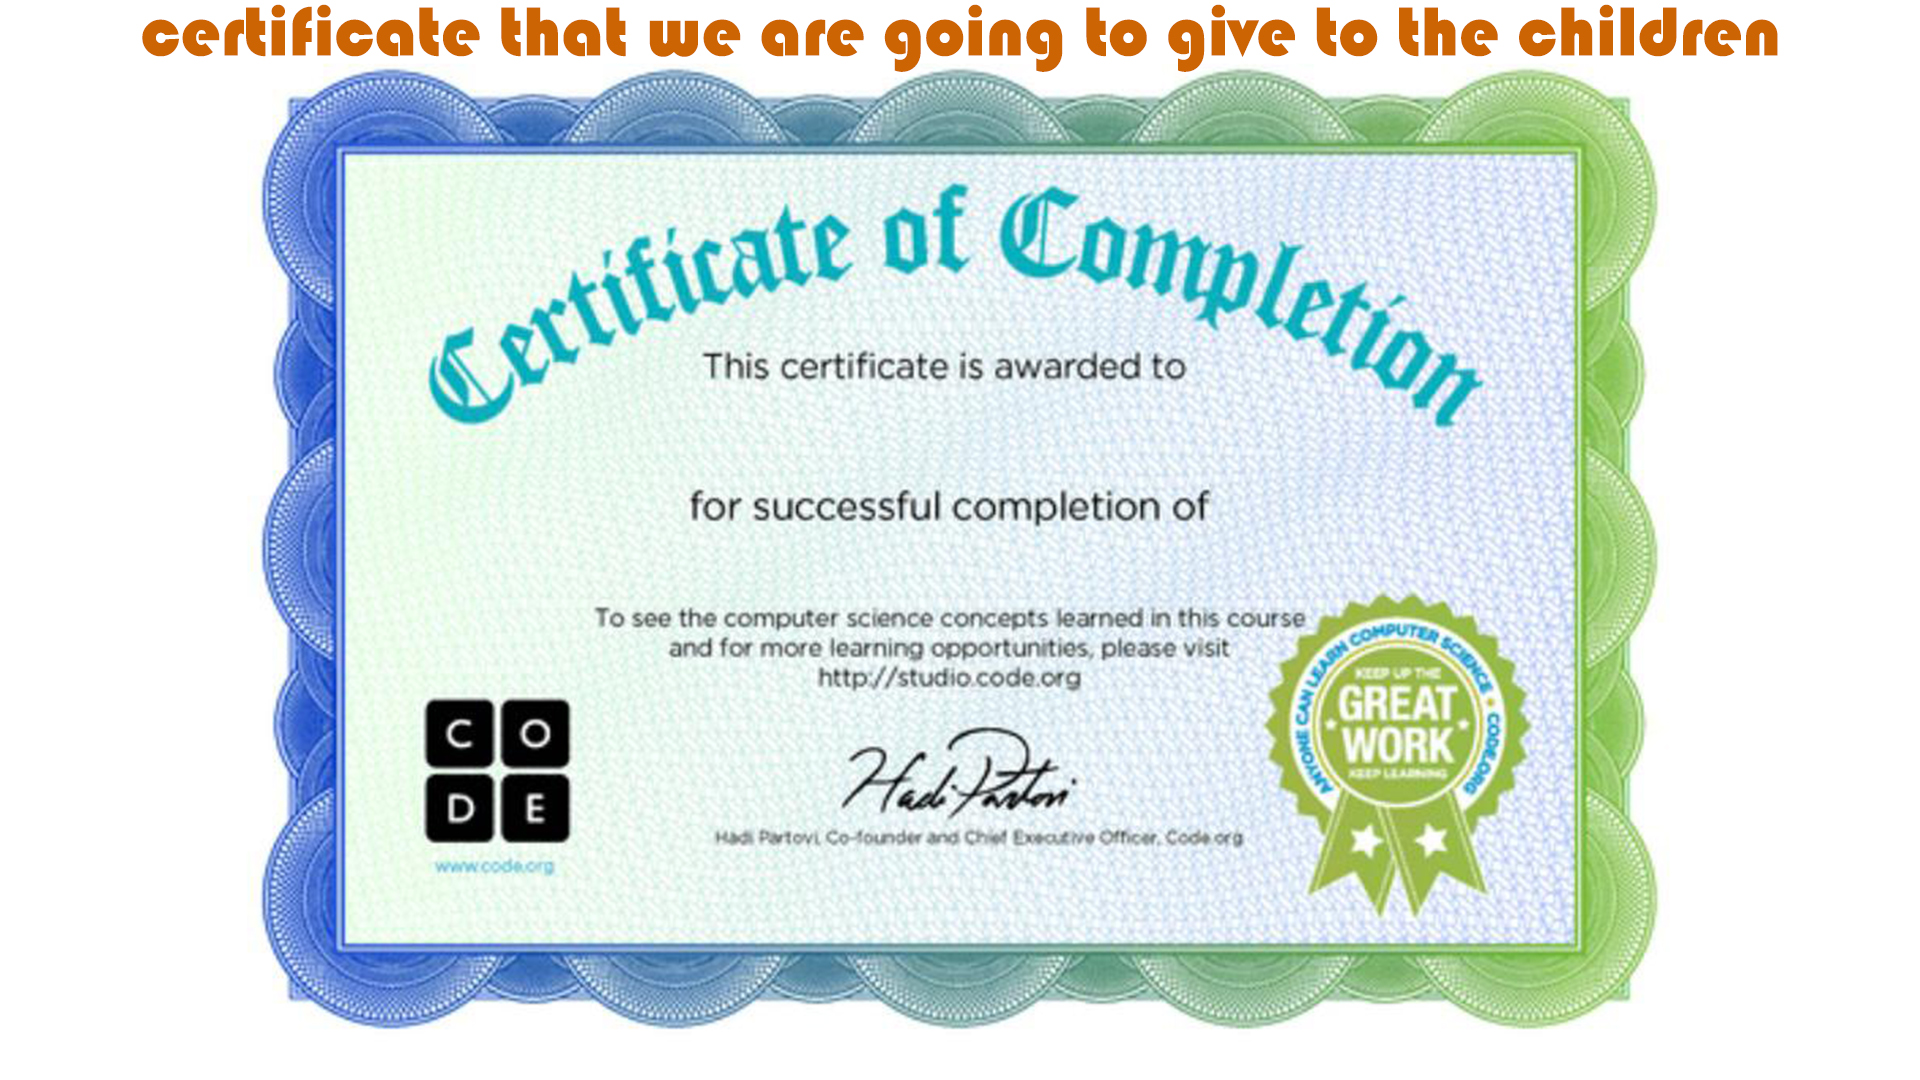 certificate that we are going to give to the children
Certificate of Completion
This certificate is awarded to
for successful completion of
To see the computer science concepts learned in this course
and for more learning opportunities, please visit
http://studio.code.org
C O
D E
www.code.org
Hadi Partovi
Hadi Partovi, Co-founder and Chief Executive Officer, Code.org
ANYONE CAN LEARN COMPUTER SCIENCE • CODE.ORG
KEEP UP THE
GREAT
WORK
KEEP LEARNING